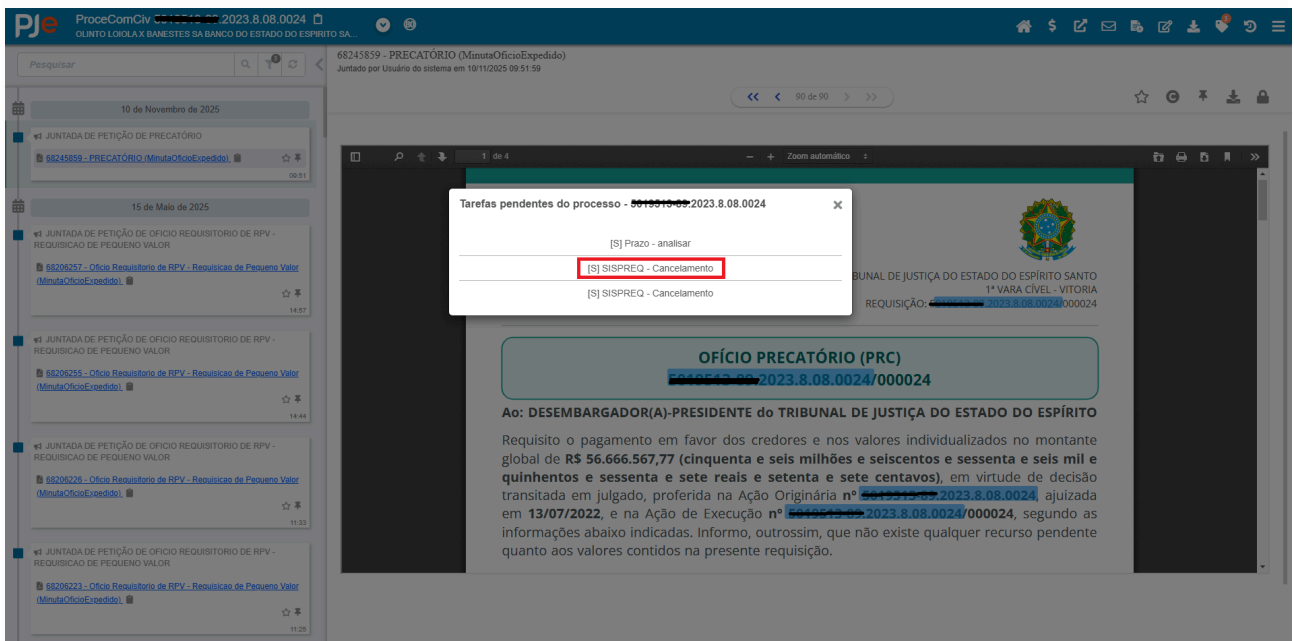 PJe
ProceComCiv 5019513-89.2023.8.08.0024
OLINTO LOIOLA X BANESTES SA BANCO DO ESTADO DO ESPIRITO SA...
Pesquisar
10 de Novembro de 2025
JUNTADA DE PETIÇÃO DE PRECATÓRIO
68245859 - PRECATÓRIO (MinutaOficioExpedido)
09:51
15 de Maio de 2025
JUNTADA DE PETIÇÃO DE OFICIO REQUISITORIO DE RPV -
REQUISICAO DE PEQUENO VALOR
68206257 - Oficio Requisitorio de RPV - Requisicao de Pequeno Valor
(MinutaOficioExpedido)
14:57
JUNTADA DE PETIÇÃO DE OFICIO REQUISITORIO DE RPV -
REQUISICAO DE PEQUENO VALOR
68206255 - Oficio Requisitorio de RPV - Requisicao de Pequeno Valor
(MinutaOficioExpedido)
14:44
JUNTADA DE PETIÇÃO DE OFICIO REQUISITORIO DE RPV -
REQUISICAO DE PEQUENO VALOR
68206226 - Oficio Requisitorio de RPV - Requisicao de Pequeno Valor
(MinutaOficioExpedido)
11:33
JUNTADA DE PETIÇÃO DE OFICIO REQUISITORIO DE RPV -
REQUISICAO DE PEQUENO VALOR
68206223 - Oficio Requisitorio de RPV - Requisicao de Pequeno Valor
(MinutaOficioExpedido)
11:25
68245859 - PRECATÓRIO (MinutaOficioExpedido)
Juntado por Usuário do sistema em 10/11/2025 09:51:59
90 de 90
1 de 4
Zoom automático
Tarefas pendentes do processo - .2023.8.08.0024
[S] Prazo - analisar
[S] SISPREQ - Cancelamento
[S] SISPREQ - Cancelamento
BUNAL DE JUSTIÇA DO ESTADO DO ESPÍRITO SANTO
1ª VARA CÍVEL - VITORIA
REQUISIÇÃO: .2023.8.08.0024/000024
OFÍCIO PRECATÓRIO (PRC)
.2023.8.08.0024/000024
Ao: DESEMBARGADOR(A)-PRESIDENTE do TRIBUNAL DE JUSTIÇA DO ESTADO DO ESPÍRITO
Requisito o pagamento em favor dos credores e nos valores individualizados no montante
global de R$ 56.666.567,77 (cinquenta e seis milhões e seiscentos e sessenta e seis mil e
quinhentos e sessenta e sete reais e setenta e sete centavos), em virtude de decisão
transitada em julgado, proferida na Ação Originária nº .2023.8.08.0024, ajuizada
em 13/07/2022, e na Ação de Execução nº .2023.8.08.0024/000024, segundo as
informações abaixo indicadas. Informo, outrossim, que não existe qualquer recurso pendente
quanto aos valores contidos na presente requisição.